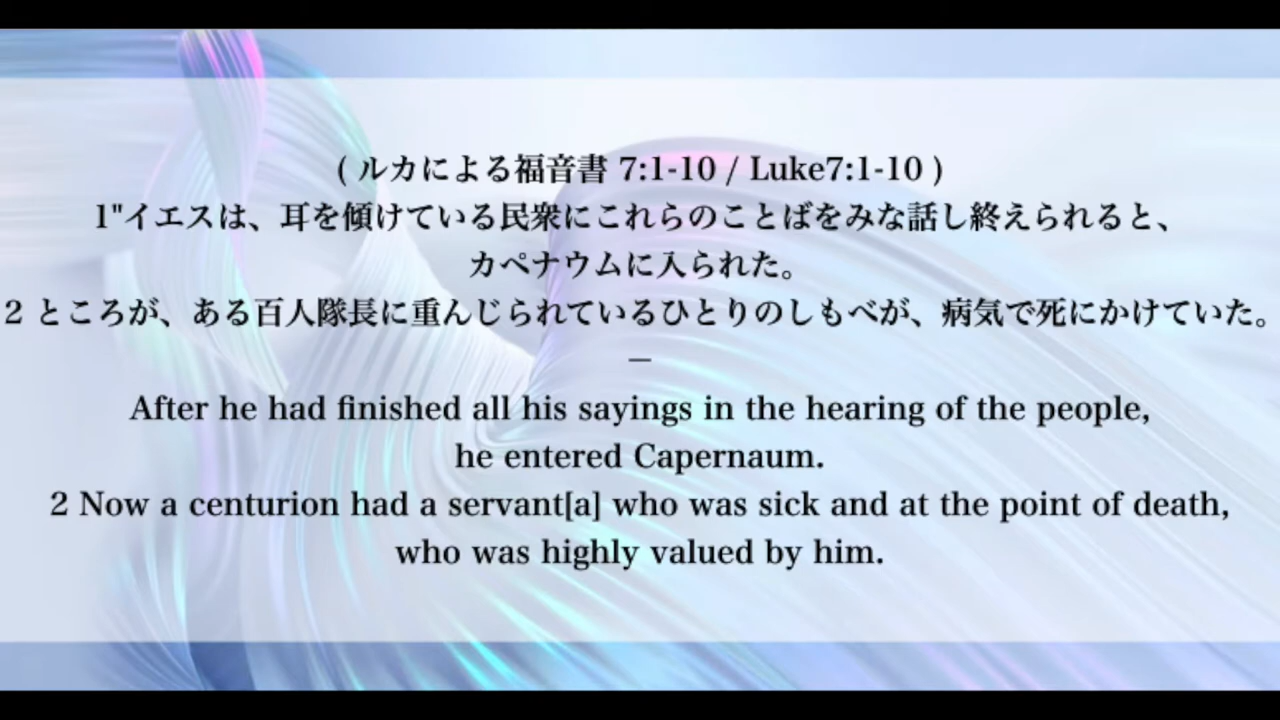 ( ルカによる福音書 7:1-10 / Luke7:1-10 )
1"イエスは、耳を傾けている民衆にこれらのことばをみな話し終えられると、
カペナウムに入られた。
2 ところが、ある百人隊長に重んじられているひとりのしもべが、病気で死にかけていた。
—
After he had finished all his sayings in the hearing of the people,
he entered Capernaum.
2 Now a centurion had a servant[a] who was sick and at the point of death,
who was highly valued by him.